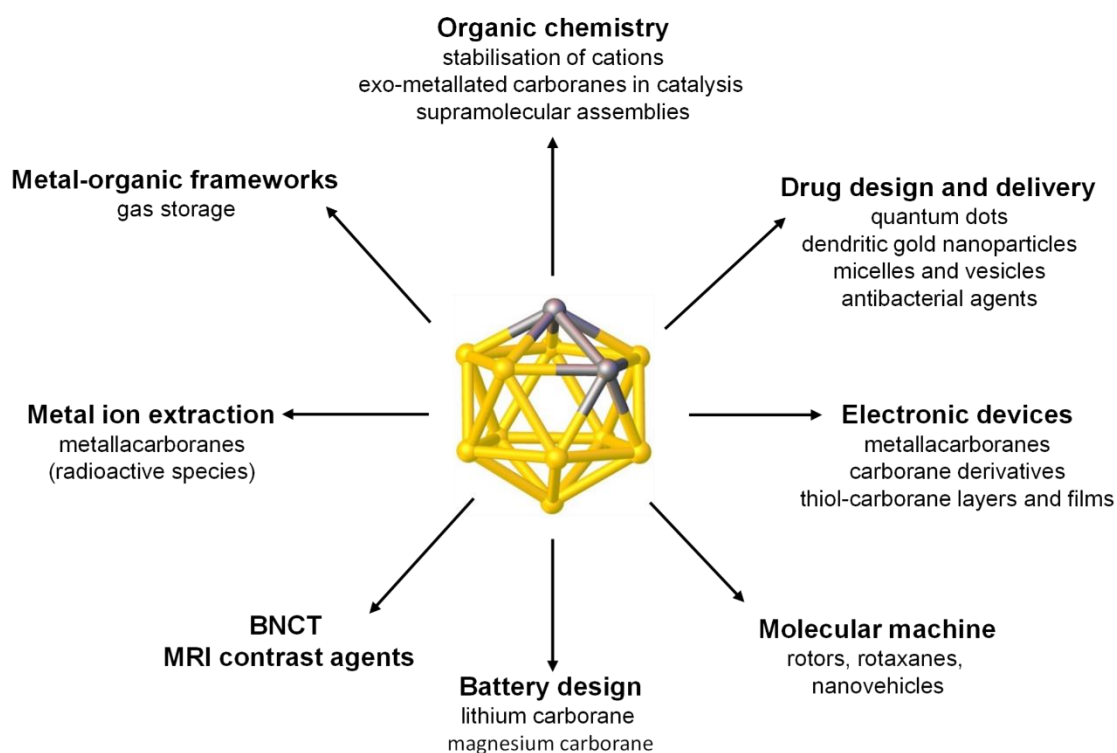 Organic chemistry
stabilisation of cations
exo-metallated carboranes in catalysis
supramolecular assemblies
Metal-organic frameworks
gas storage
Drug design and delivery
quantum dots
dendritic gold nanoparticles
micelles and vesicles
antibacterial agents
Metal ion extraction
metallacarboranes
(radioactive species)
Electronic devices
metallacarboranes
carborane derivatives
thiol-carborane layers and films
BNCT
MRI contrast agents
Battery design
lithium carborane
magnesium carborane
Molecular machine
rotors, rotaxanes,
nanovehicles